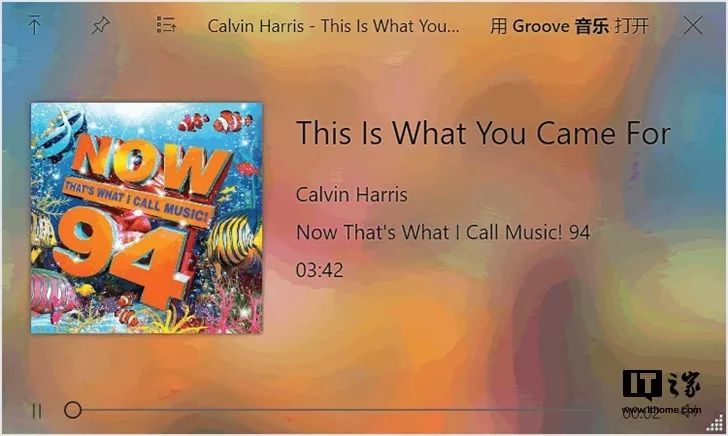 Calvin Harris - This Is What You...
用 Groove 音乐 打开
NOW
THAT'S WHAT I CALL MUSIC!
94
This Is What You Came For
Calvin Harris
Now That's What I Call Music! 94
03:42
IT之家
www.ithome.com
00:02